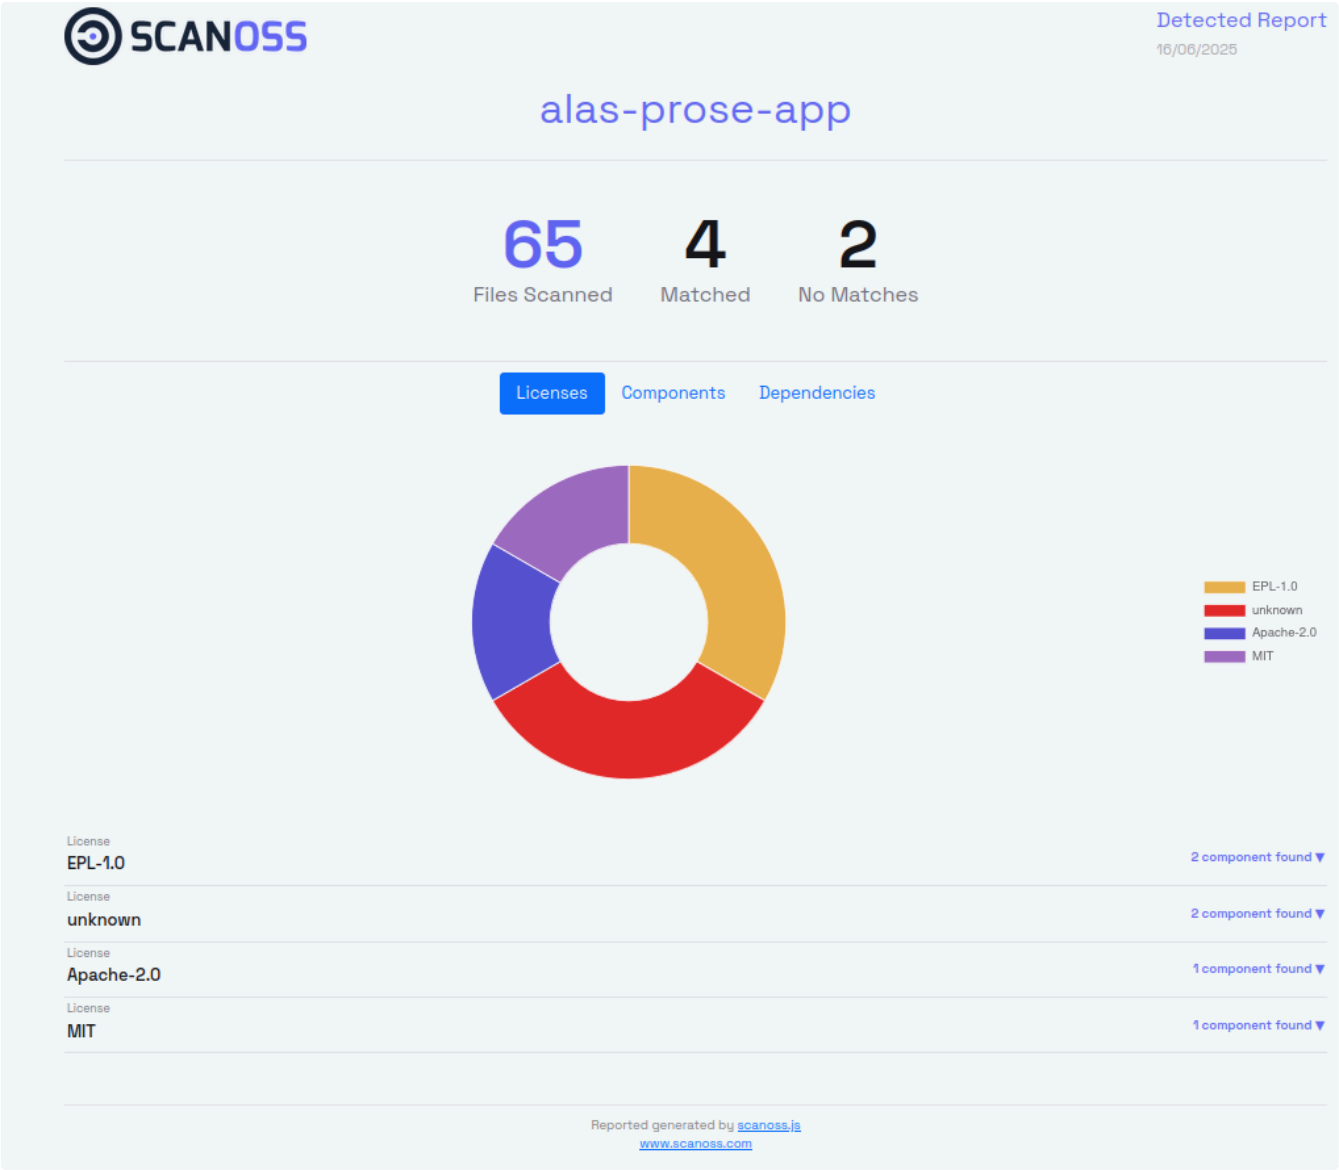 SCANOSS
Detected Report
16/06/2025
alas-prose-app
65
Files Scanned
4
Matched
2
No Matches
Licenses
Components
Dependencies
EPL-1.0
unknown
Apache-2.0
MIT
License
EPL-1.0
2 component found ▼
License
unknown
2 component found ▼
License
Apache-2.0
1 component found ▼
License
MIT
1 component found ▼
Reported generated by scanoss.js
www.scanoss.com